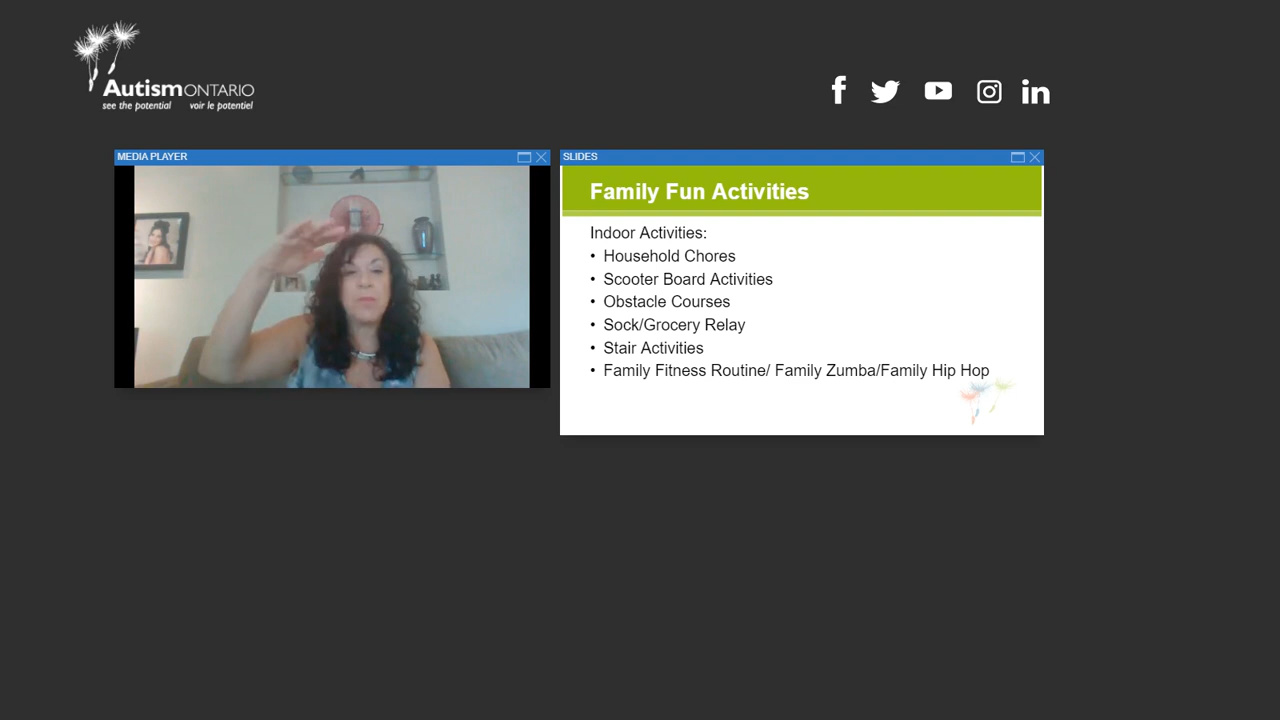 Autism ONTARIO
see the potential voir le potentiel
MEDIA PLAYER
SLIDES
Family Fun Activities
Indoor Activities:
• Household Chores
• Scooter Board Activities
• Obstacle Courses
• Sock/Grocery Relay
• Stair Activities
• Family Fitness Routine/ Family Zumba/Family Hip Hop